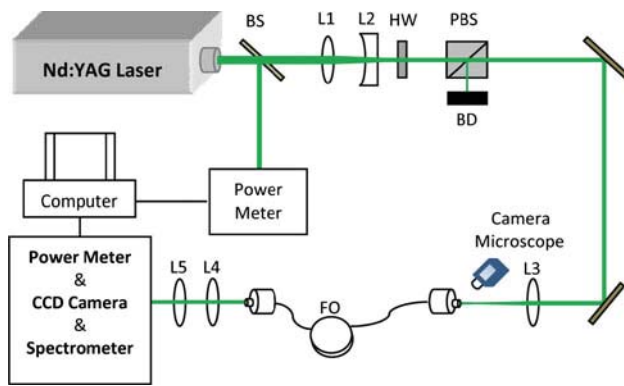 BS
L1
L2
HW
PBS
Nd:YAG Laser
BD
Power
Meter
Computer
Camera
Microscope
Power Meter
&
CCD Camera
&
Spectrometer
L5
L4
FO
L3